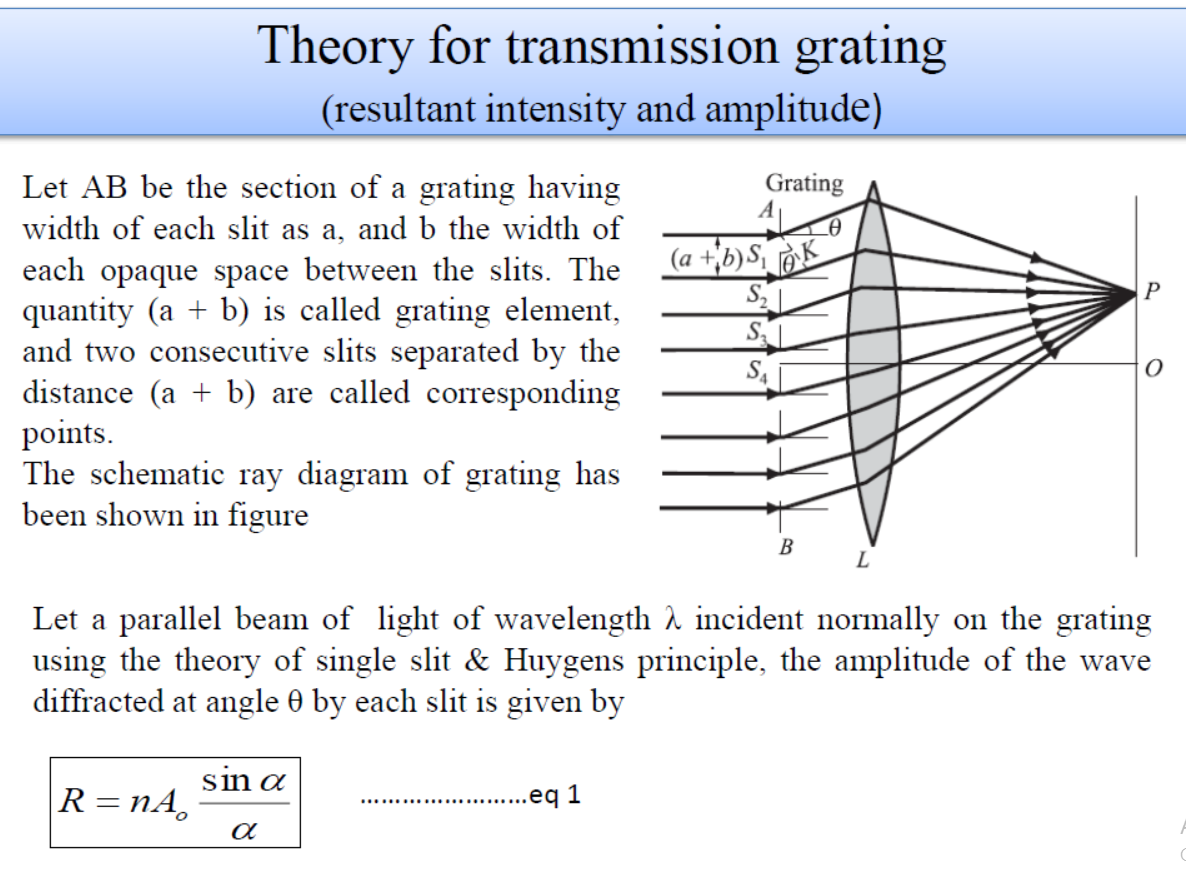 Theory for transmission grating
(resultant intensity and amplitude)
Let AB be the section of a grating having
width of each slit as a, and b the width of
each opaque space between the slits. The
quantity (a + b) is called grating element,
and two consecutive slits separated by the
distance (a + b) are called corresponding
points.
The schematic ray diagram of grating has
been shown in figure
Grating
A
θ
(a + b) S₁ θ K
S₂
S₃
S₄
P
O
B
L
Let a parallel beam of light of wavelength λ incident normally on the grating
using the theory of single slit & Huygens principle, the amplitude of the wave
diffracted at angle θ by each slit is given by
R = nAₒ sin α / α ........................eq 1